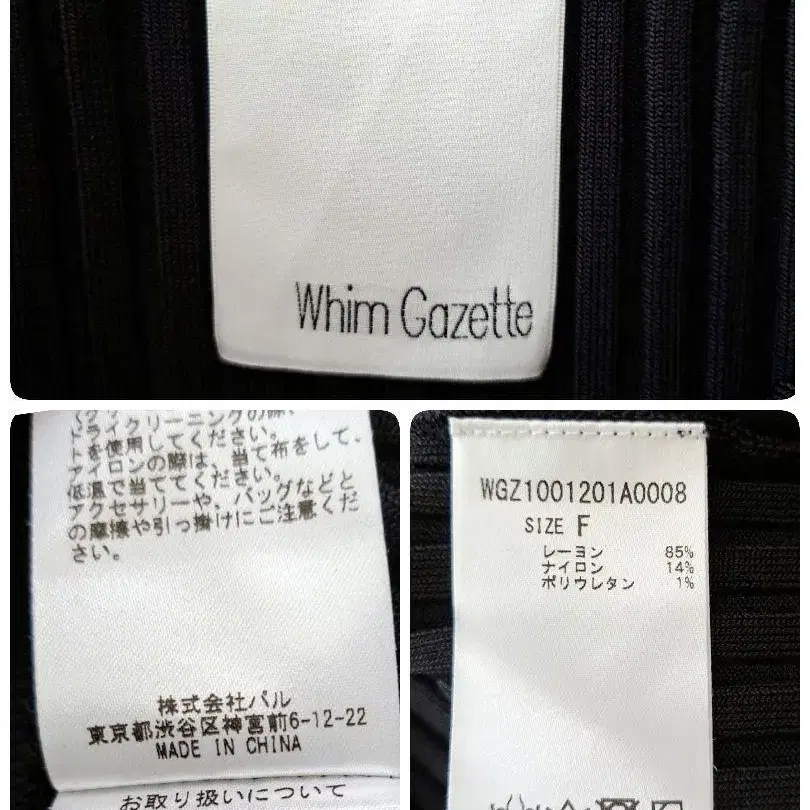 Whim Gazette
ドライクリーニングの際、
トを使用してください。
アイロンの際は、当て布をして、
低温で当ててください。
アクセサリーや、バッグなどと
の摩擦や引っ掛けにご注意くだ
さい。
株式会社パル
東京都渋谷区神宮前6-12-22
MADE IN CHINA
お取り扱いについて
WGZ1001201A0008
SIZE F
レーヨン 85%
ナイロン 14%
ポリウレタン 1%